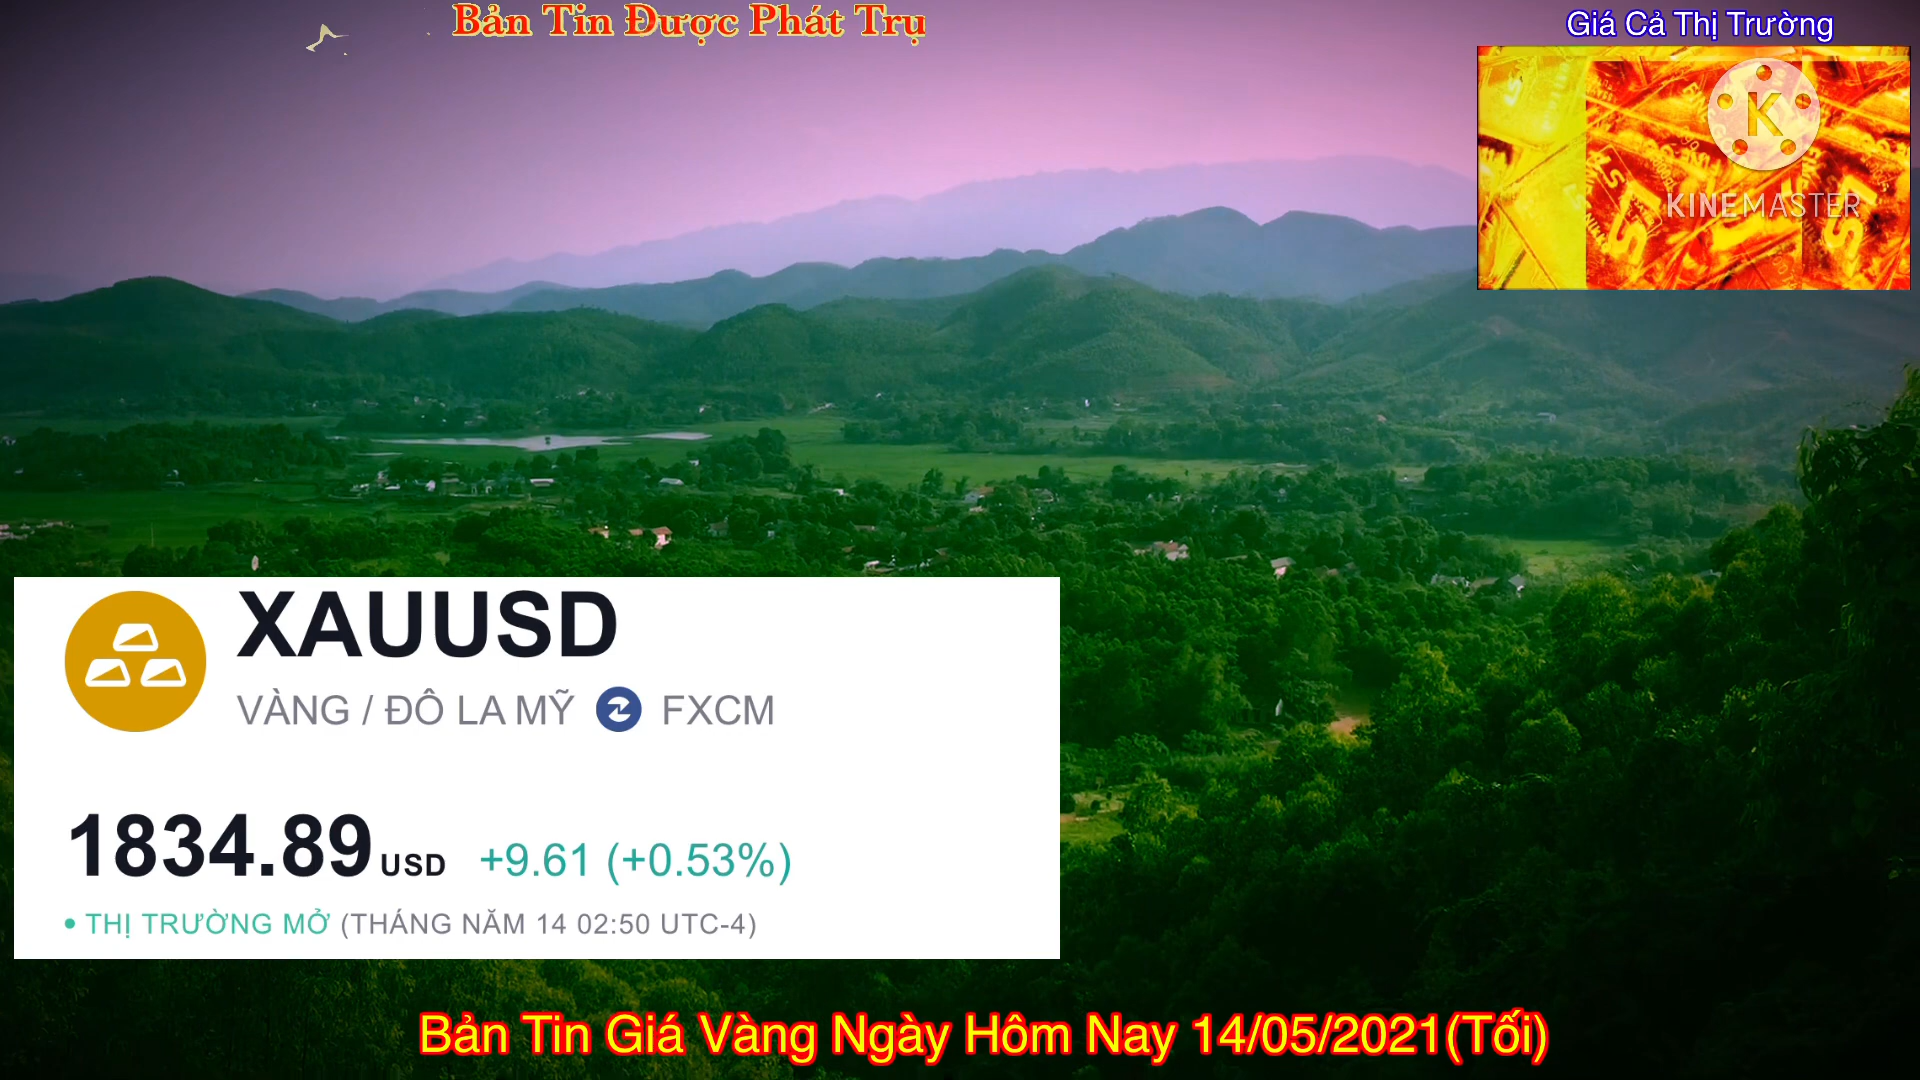 Bản Tin Được Phát Trụ
Giá Cả Thị Trường
K
KINEMASTER
XAUUSD
VÀNG / ĐÔ LA MỸ FXCM
1834.89 USD +9.61 (+0.53%)
• THỊ TRƯỜNG MỞ (THÁNG NĂM 14 02:50 UTC-4)
Bản Tin Giá Vàng Ngày Hôm Nay 14/05/2021(Tối)